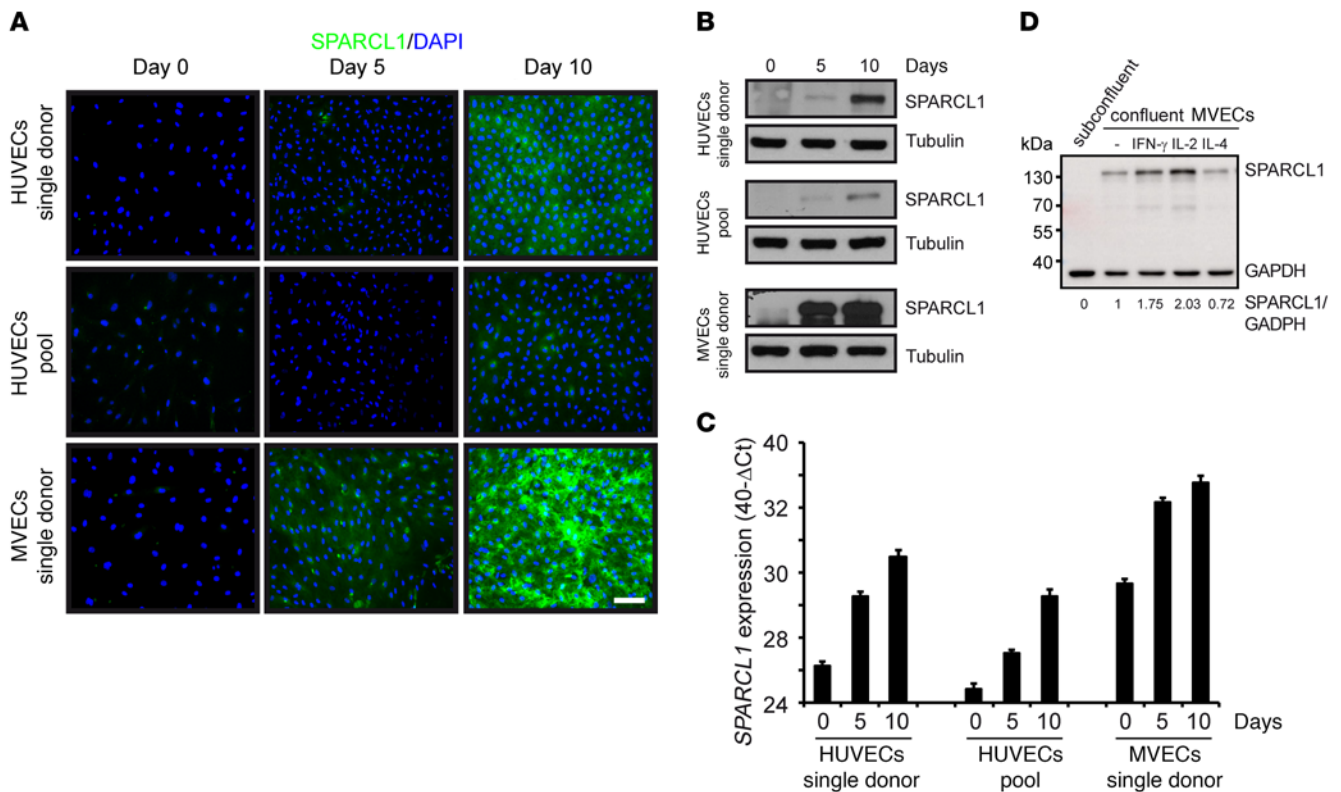 A
SPARCL1/DAPI
Day 0 Day 5 Day 10
HUVECs
single donor
HUVECs
pool
MVECs
single donor
B
0 5 10 Days
HUVECs
single donor
SPARCL1
Tubulin
HUVECs
pool
SPARCL1
Tubulin
MVECs
single donor
SPARCL1
Tubulin
D
subconfluent
confluent MVECs
kDa
- IFN-γ IL-2 IL-4
130
70
55
40
SPARCL1
GAPDH
0 1 1.75 2.03 0.72 SPARCL1/
GADPH
C
SPARCL1 expression (40-ΔCt)
40
32
30
28
24
0 5 10 0 5 10 0 5 10 Days
HUVECs
single donor
HUVECs
pool
MVECs
single donor